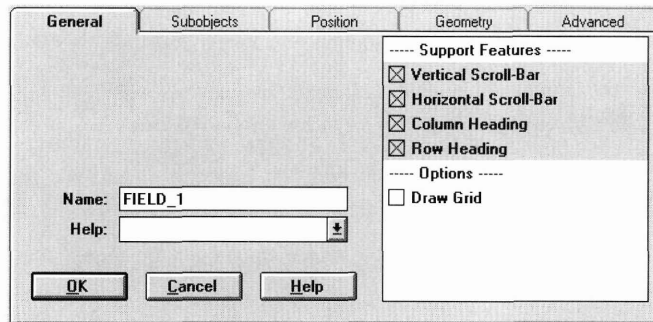 General Subobjects Position Geometry Advanced
----- Support Features -----
Vertical Scroll-Bar
Horizontal Scroll-Bar
Column Heading
Row Heading
----- Options -----
Draw Grid
Name: FIELD_1
Help:
OK Cancel Help